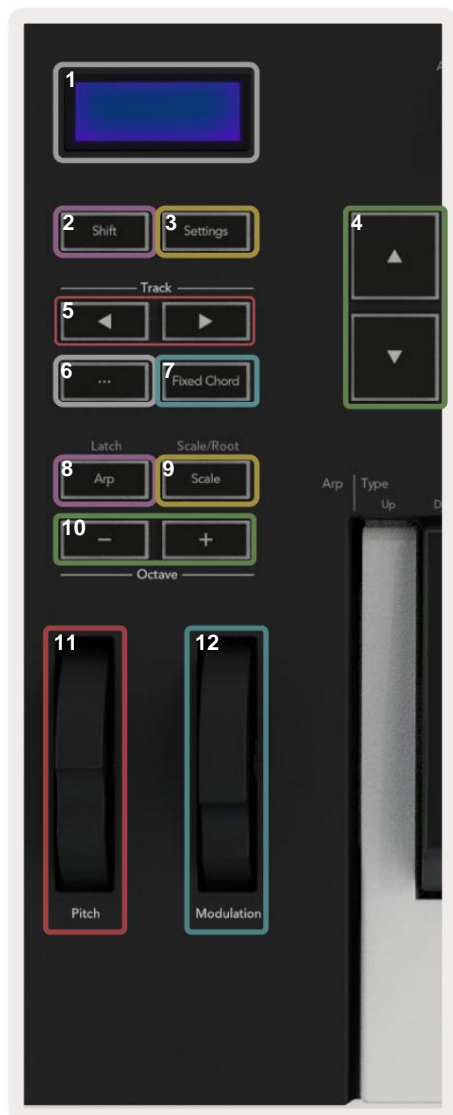 1
2 Shift
3 Settings
4
▲
Track
5 ◀ ▶
▼
6 ...
7 Fixed Chord
Latch Scale/Root
8 Arp
9 Scale
Arp | Type
Up D
10 − +
Octave
11
12
Pitch
Modulation